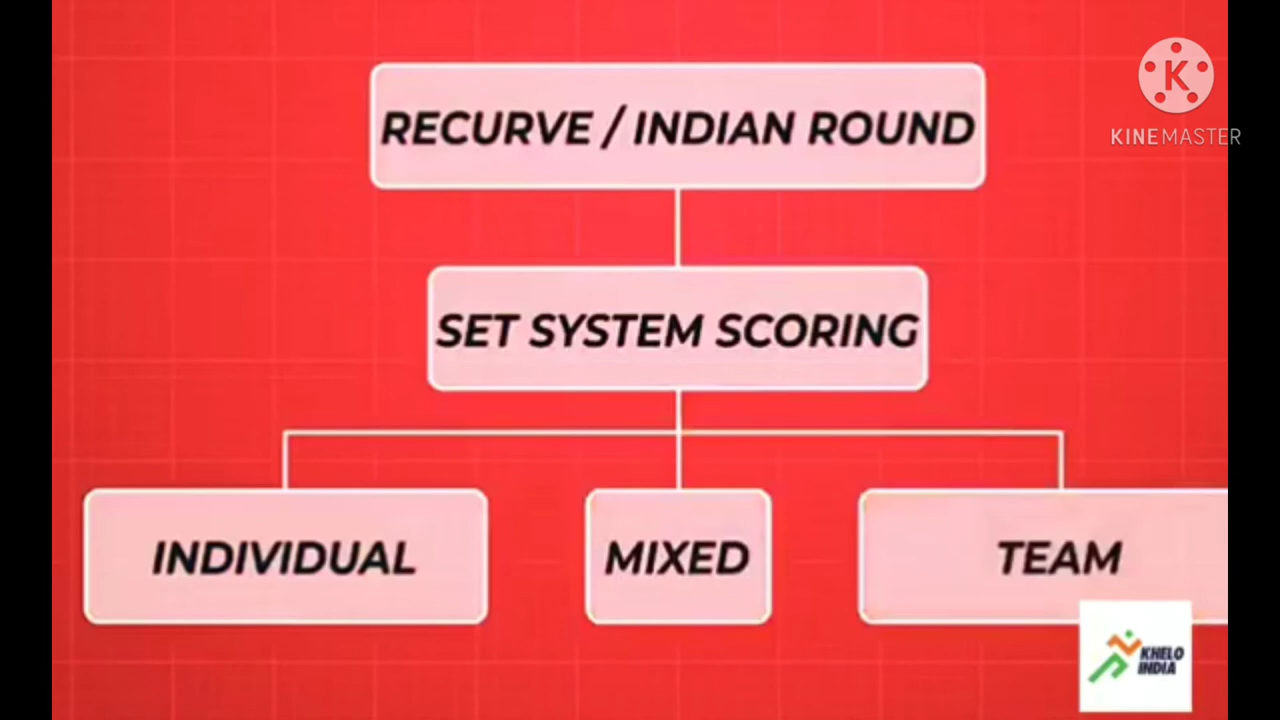 RECURVE / INDIAN ROUND
K
KINEMASTER
SET SYSTEM SCORING
INDIVIDUAL
MIXED
TEAM
KHELO
INDIA